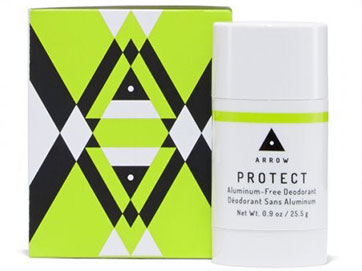 ARROW
PROTECT
Aluminum-Free Deodorant
Déodorant Sans Aluminum
Net Wt. 0.9 oz / 25.5 g